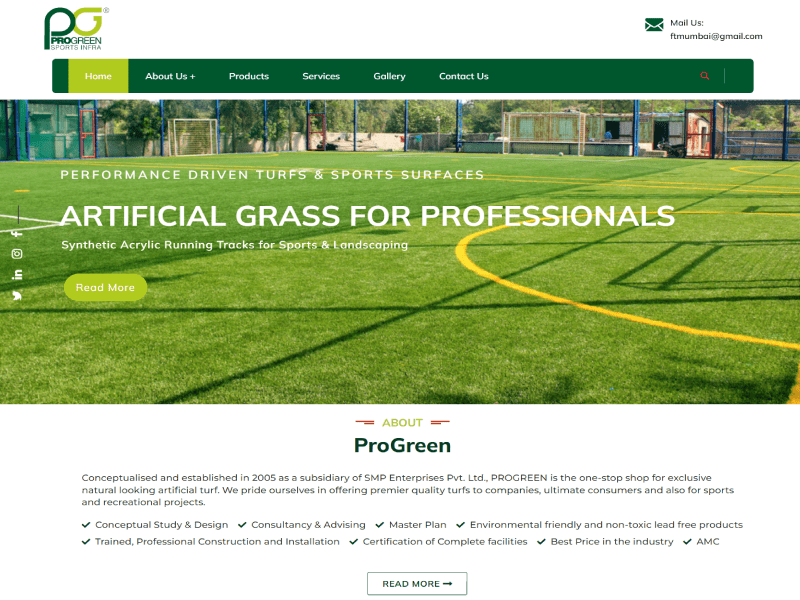 PG®
PROGREEN
SPORTS INFRA
Mail Us:
ftmumbai@gmail.com
Home About Us + Products Services Gallery Contact Us
PERFORMANCE DRIVEN TURFS & SPORTS SURFACES
ARTIFICIAL GRASS FOR PROFESSIONALS
Synthetic Acrylic Running Tracks for Sports & Landscaping
Read More
ABOUT
ProGreen
Conceptualised and established in 2005 as a subsidiary of SMP Enterprises Pvt. Ltd., PROGREEN is the one-stop shop for exclusive
natural looking artificial turf. We pride ourselves in offering premier quality turfs to companies, ultimate consumers and also for sports
and recreational projects.
Conceptual Study & Design Consultancy & Advising Master Plan Environmental friendly and non-toxic lead free products
Trained, Professional Construction and Installation Certification of Complete facilities Best Price in the industry AMC
READ MORE